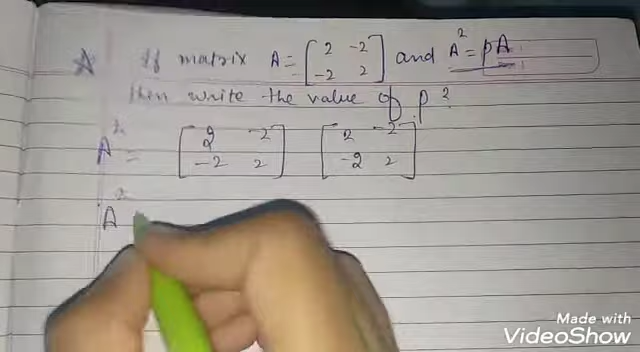 If matrix A = [ 2 -2 ] and A² = pA
[ -2 2 ]
then write the value of p ?
A² = [ 2 -2 ] [ 2 -2 ]
[ -2 2 ] [ -2 2 ]
A²
Made with
VideoShow